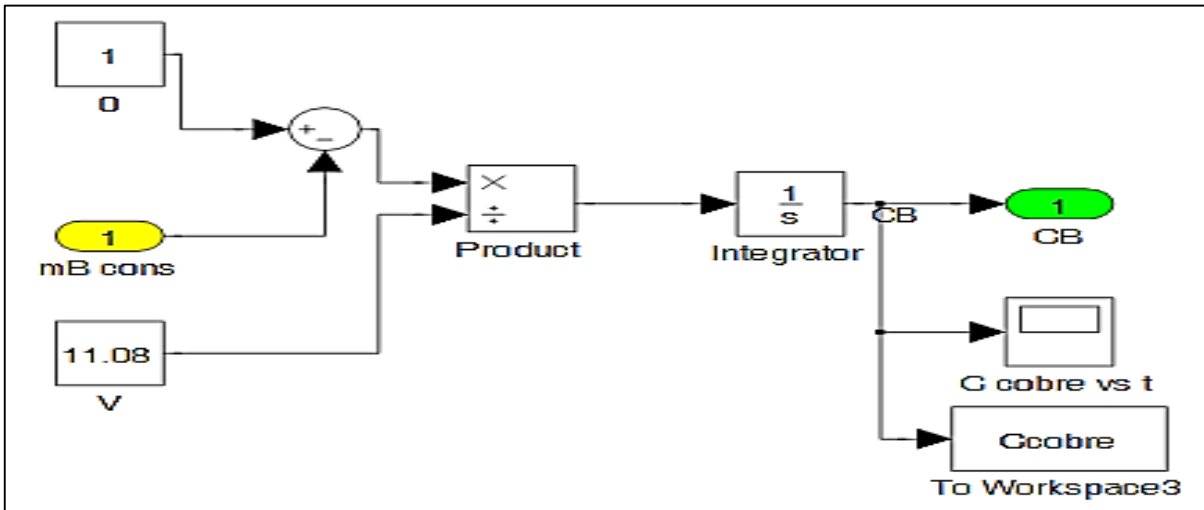 1
0
+
−
1
mB cons
11.08
V
×
÷
Product
1
s
Integrator
CB
1
CB
C cobre vs t
Ccobre
To Workspace3